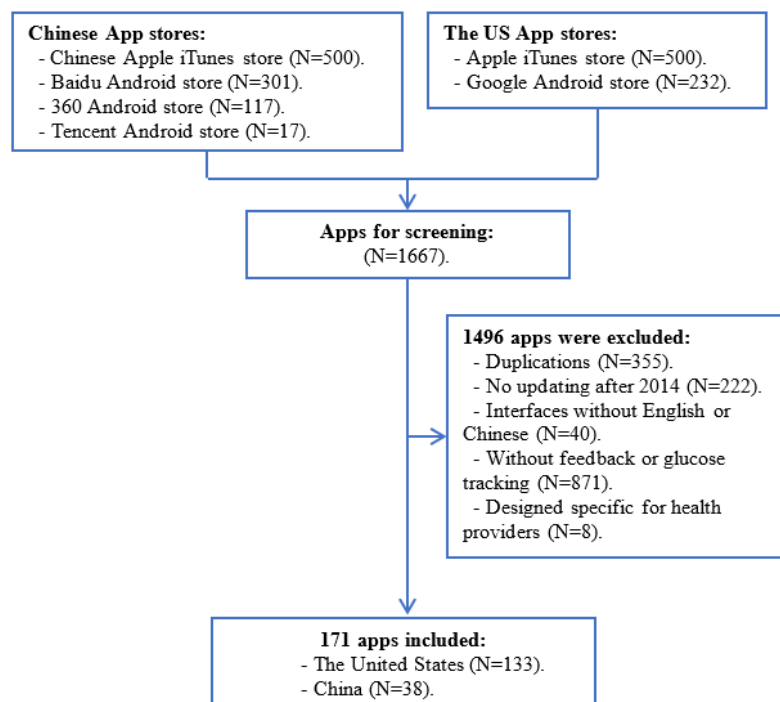 Chinese App stores:
- Chinese Apple iTunes store (N=500).
- Baidu Android store (N=301).
- 360 Android store (N=117).
- Tencent Android store (N=17).
The US App stores:
- Apple iTunes store (N=500).
- Google Android store (N=232).
Apps for screening:
(N=1667).
1496 apps were excluded:
- Duplications (N=355).
- No updating after 2014 (N=222).
- Interfaces without English or
Chinese (N=40).
- Without feedback or glucose
tracking (N=871).
- Designed specific for health
providers (N=8).
171 apps included:
- The United States (N=133).
- China (N=38).